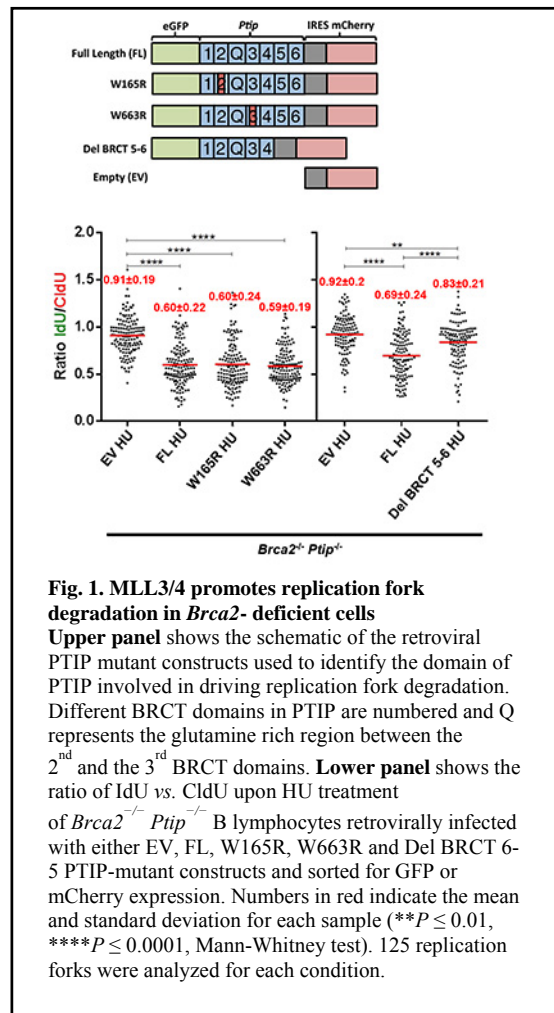 eGFP Ptip IRES mCherry
Full Length (FL) 1 2 Q 3 4 5 6
W165R 1 2 Q 3 4 5 6
W663R 1 2 Q 3 4 5 6
Del BRCT 5-6 1 2 Q 3 4
Empty (EV)
Ratio IdU/CldU
2.0
1.5
1.0
0.5
0.0
****
****
****
0.91±0.19
0.60±0.22
0.60±0.24
0.59±0.19
**
**** ****
0.92±0.2
0.69±0.24
0.83±0.21
EV HU
FL HU
W165R HU
W663R HU
EV HU
FL HU
Del BRCT 5-6 HU
Brca2-/- Ptip-/-
Fig. 1. MLL3/4 promotes replication fork
degradation in Brca2- deficient cells
Upper panel shows the schematic of the retroviral
PTIP mutant constructs used to identify the domain of
PTIP involved in driving replication fork degradation.
Different BRCT domains in PTIP are numbered and Q
represents the glutamine rich region between the
2nd and the 3rd BRCT domains. Lower panel shows the
ratio of IdU vs. CldU upon HU treatment
of Brca2−/− Ptip−/− B lymphocytes retrovirally infected
with either EV, FL, W165R, W663R and Del BRCT 6-
5 PTIP-mutant constructs and sorted for GFP or
mCherry expression. Numbers in red indicate the mean
and standard deviation for each sample (**P ≤ 0.01,
****P ≤ 0.0001, Mann-Whitney test). 125 replication
forks were analyzed for each condition.